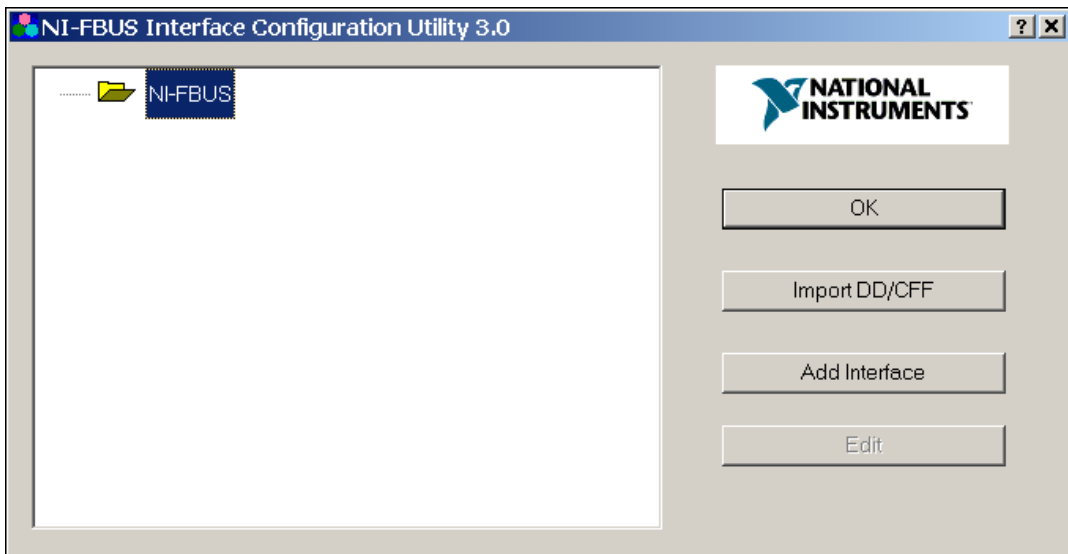 NI-FBUS Interface Configuration Utility 3.0
? X
NI-FBUS
NATIONAL
INSTRUMENTS
OK
Import DD/CFF
Add Interface
Edit